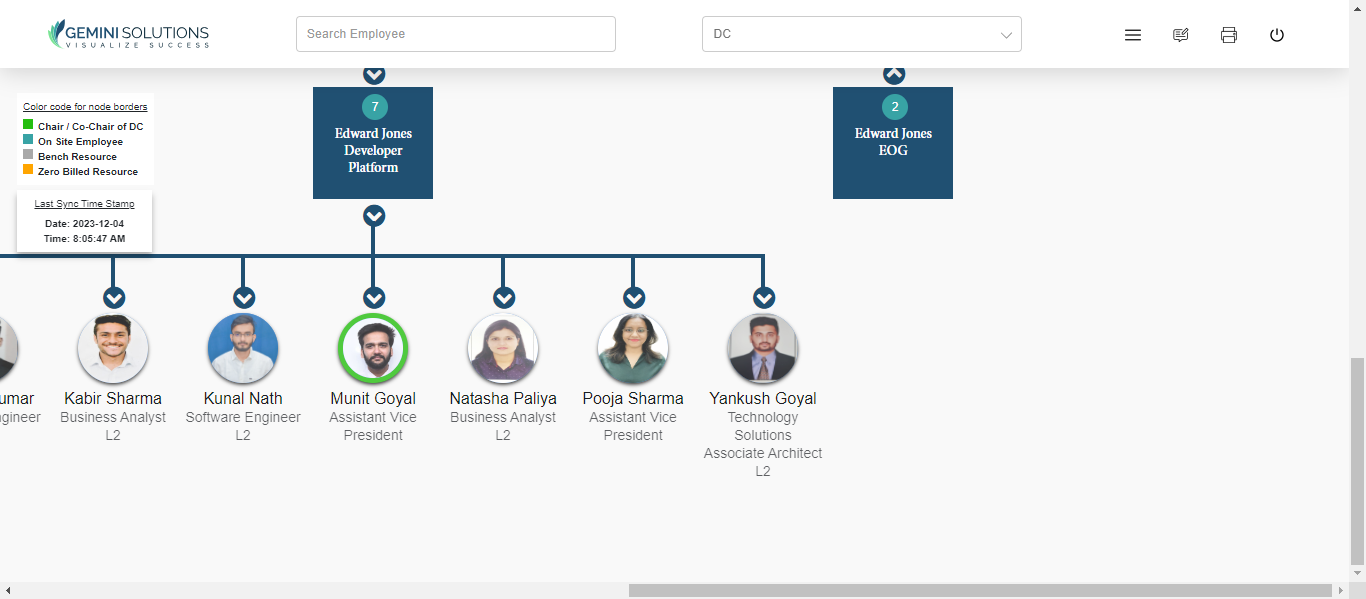 GEMINI SOLUTIONS
VISUALIZE SUCCESS
Search Employee
DC
Color code for node borders
Chair / Co-Chair of DC
On Site Employee
Bench Resource
Zero Billed Resource
Last Sync Time Stamp
Date: 2023-12-04
Time: 8:05:47 AM
7
Edward Jones
Developer
Platform
2
Edward Jones
EOG
umar
gineer
Kabir Sharma
Business Analyst
L2
Kunal Nath
Software Engineer
L2
Munit Goyal
Assistant Vice
President
Natasha Paliya
Business Analyst
L2
Pooja Sharma
Assistant Vice
President
Yankush Goyal
Technology
Solutions
Associate Architect
L2